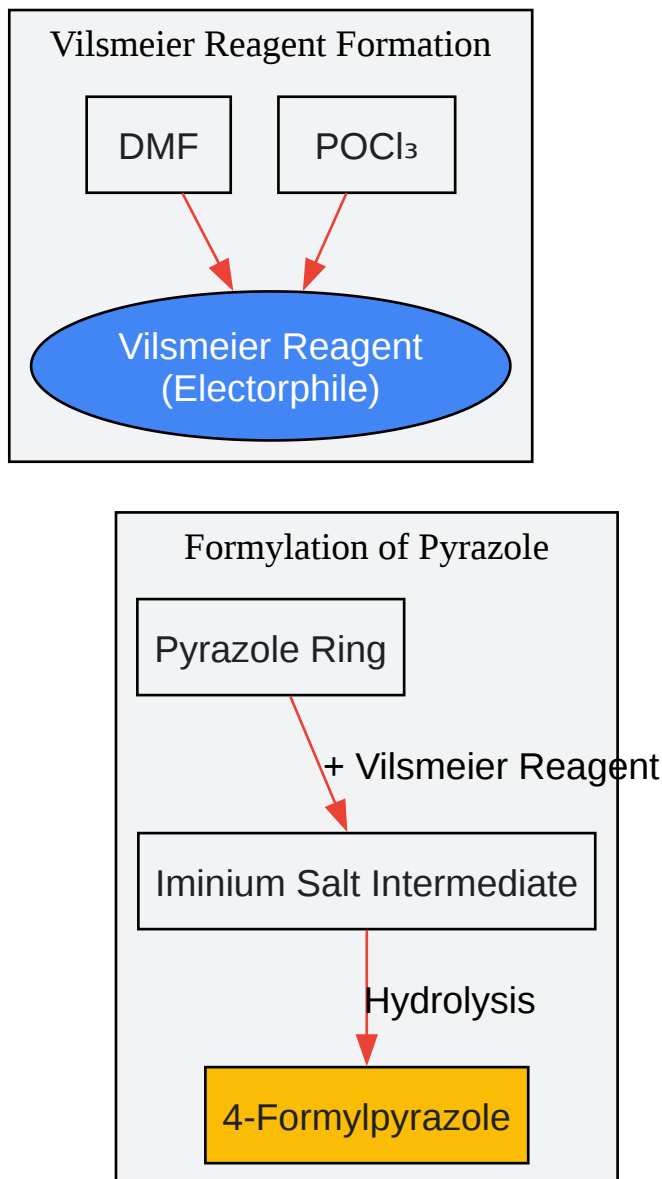 Vilsmeier Reagent Formation
DMF
POCl₃
Vilsmeier Reagent
(Electorphile)
Formylation of Pyrazole
Pyrazole Ring
+ Vilsmeier Reagent
Iminium Salt Intermediate
Hydrolysis
4-Formylpyrazole